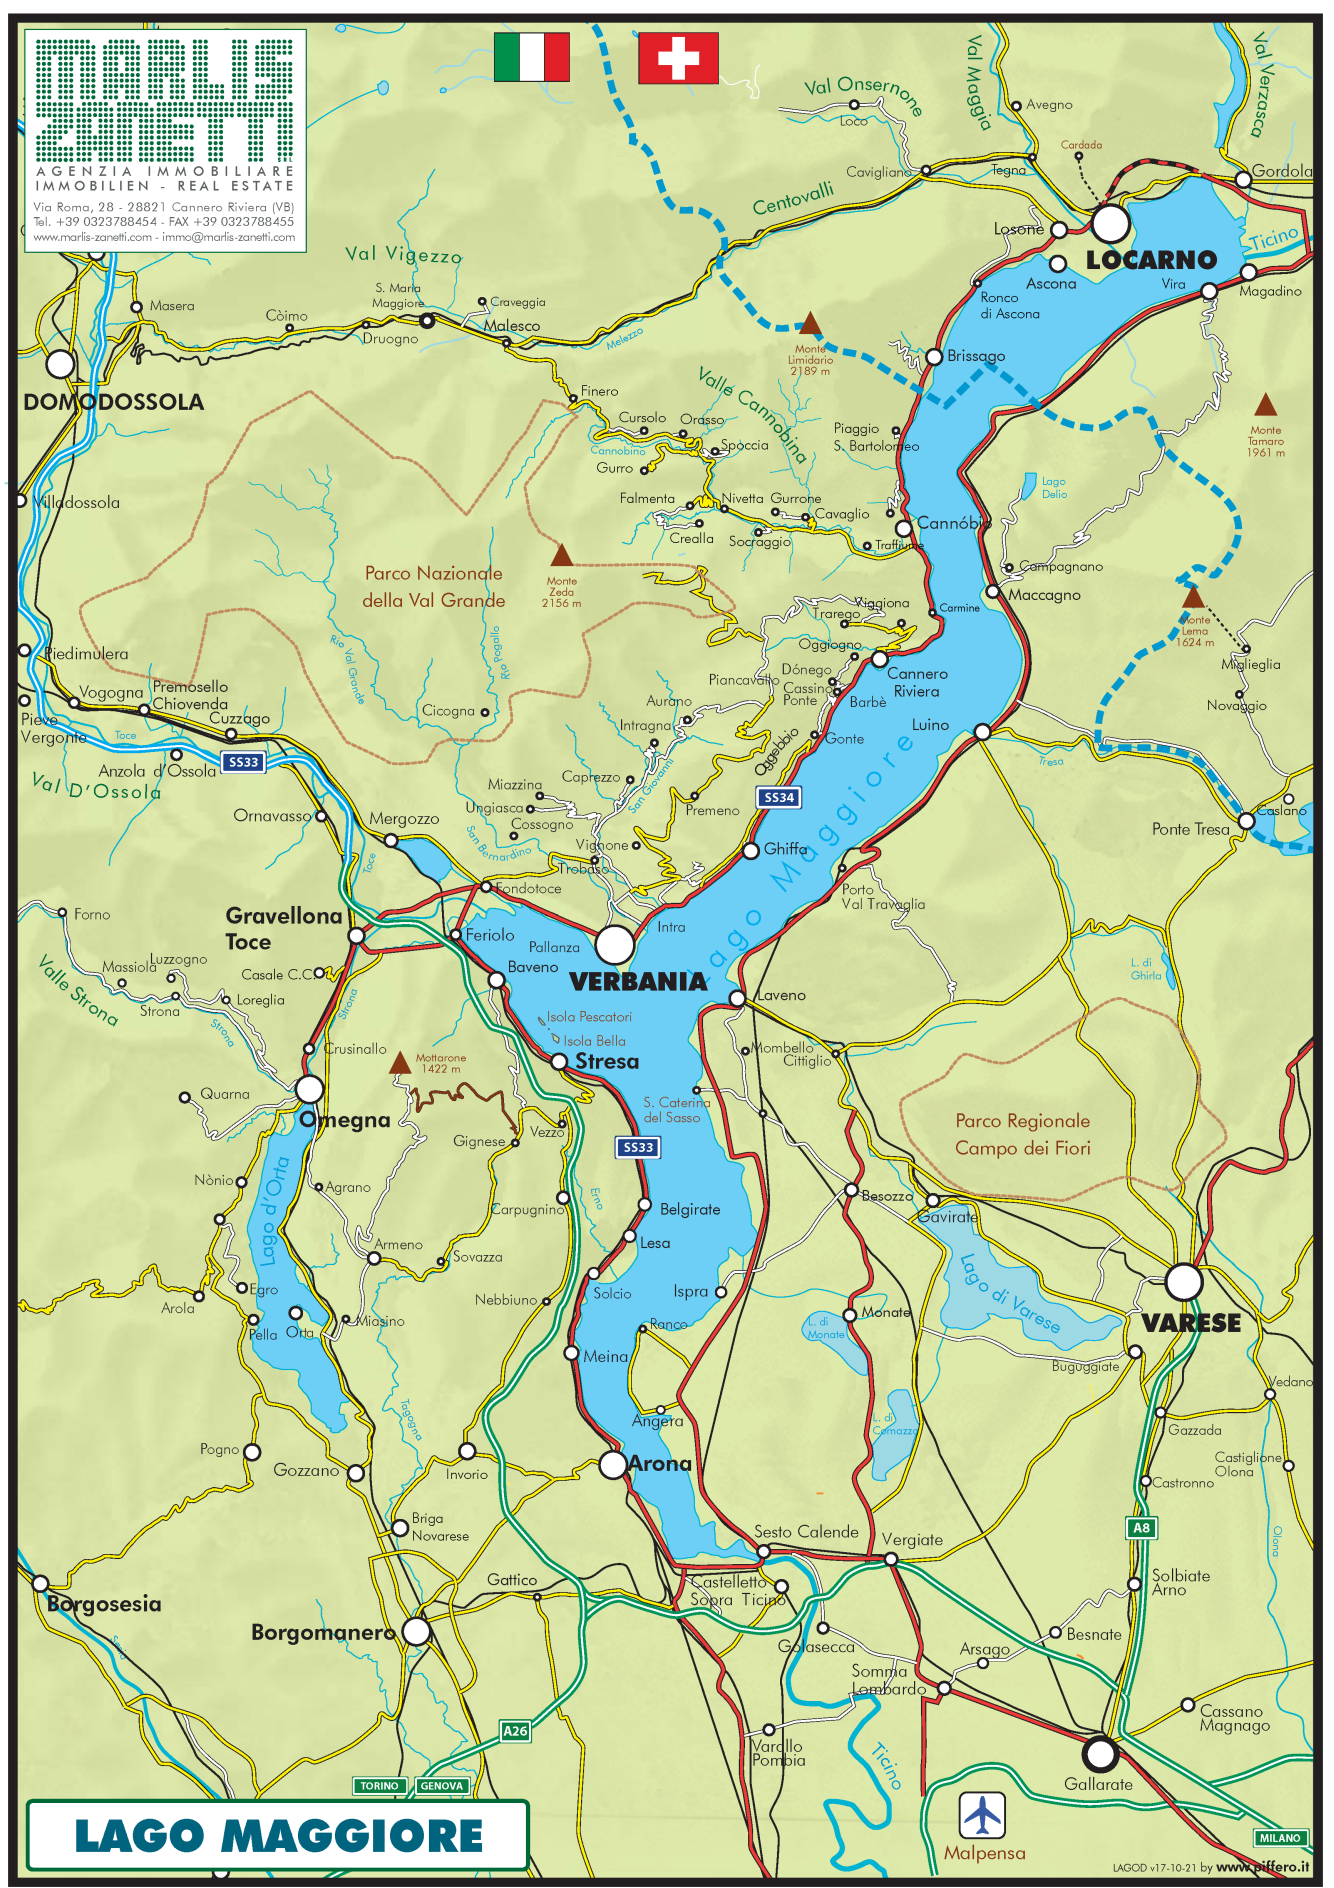 MARLIS
ZANETTI SRL
AGENZIA IMMOBILIARE
IMMOBILIEN - REAL ESTATE
Via Roma, 28 - 28821 Cannero Riviera (VB)
Tel. +39 0323788454 - FAX +39 0323788455
www.marlis-zanetti.com - immo@marlis-zanetti.com
Val Onsernone
Loco
Val Maggia
Avegno
Val Verzasca
Cardada
Cavigliano
Tegna
Gordola
Centovalli
Losone
LOCARNO
Ticino
Ascona
Vira
Magadino
Ronco
di Ascona
Val Vigezzo
S. Maria
Maggiore
Craveggia
Masera
Còimo
Druogno
Malesco
Melezzo
Monte
Limidario
2189 m
Brissago
DOMODOSSOLA
Finero
Valle Cannobina
Cursolo
Orasso
Cannobino
Spoccia
Gurro
Piaggio
S. Bartolomeo
Monte
Tamaro
1961 m
Lago
Delio
Villadossola
Falmenta
Nivetta
Gurrone
Cavaglio
Crealla
Socraggio
Traffiume
Cannóbio
Campagnano
Maccagno
Parco Nazionale
della Val Grande
Monte
Zeda
2156 m
Viggiona
Trarego
Carmine
Oggiogno
Monte
Lema
1624 m
Miglieglia
Novaggio
Piedimulera
Rio Val Grande
Rio Pogallo
Dónego
Piancavallo
Cassino
Ponte
Barbè
Cannero
Riviera
Vogogna
Premosello
Chiovenda
Cuzzago
Pieve
Vergonte
Toce
Cicogna
Aurano
Intragna
Gonte
Oggebbio
Luino
Tresa
SS33
Anzola d'Ossola
Val D'Ossola
Caprezzo
San Giovanni
Miazzina
Ungiasca
Cossogno
Premeno
SS34
Lago Maggiore
Caslano
Ponte Tresa
Ornavasso
Mergozzo
Toce
San Bernardino
Vignone
Trobaso
Ghiffa
Porto
Val Travaglia
Fondotoce
Forno
Gravellona
Toce
Feriolo
Pallanza
Intra
VERBANIA
Valle Strona
Massiola
Luzzogno
Casale C.C.
Baveno
Laveno
L. di
Ghirla
Strona
Loreglia
Strona
Strona
Isola Pescatori
Isola Bella
Stresa
Crusinallo
Mottarone
1422 m
Mombello
Cittiglio
Quarna
Omegna
S. Caterina
del Sasso
Parco Regionale
Campo dei Fiori
Gignese
Vezzo
SS33
Nònio
Agrano
Lago d'Orta
Carpugnino
Erno
Belgirate
Besozzo
Gavirate
Armeno
Sovazza
Lesa
Lago di Varese
Arola
Egro
Nebbiuno
Solcio
Ispra
Pella
Orta
Miasino
Ranco
L. di
Monate
Monate
VARESE
Meina
Buguggiate
Vedano
Tagogna
Angera
L. di
Comazzo
Gazzada
Pogno
Gozzano
Invorio
Arona
Castiglione
Olona
Castronno
Briga
Novarese
Sesto Calende
Vergiate
A8
Olona
Gattico
Castelletto
Sopra Ticino
Solbiate
Arno
Borgosesia
Sesia
Borgomanero
Golasecca
Arsago
Besnate
Somma
Lombardo
Cassano
Magnago
A26
Varallo
Pombia
Ticino
Gallarate
TORINO
GENOVA
LAGO MAGGIORE
Malpensa
MILANO
LAGOD v17-10-21 by www.piffero.it